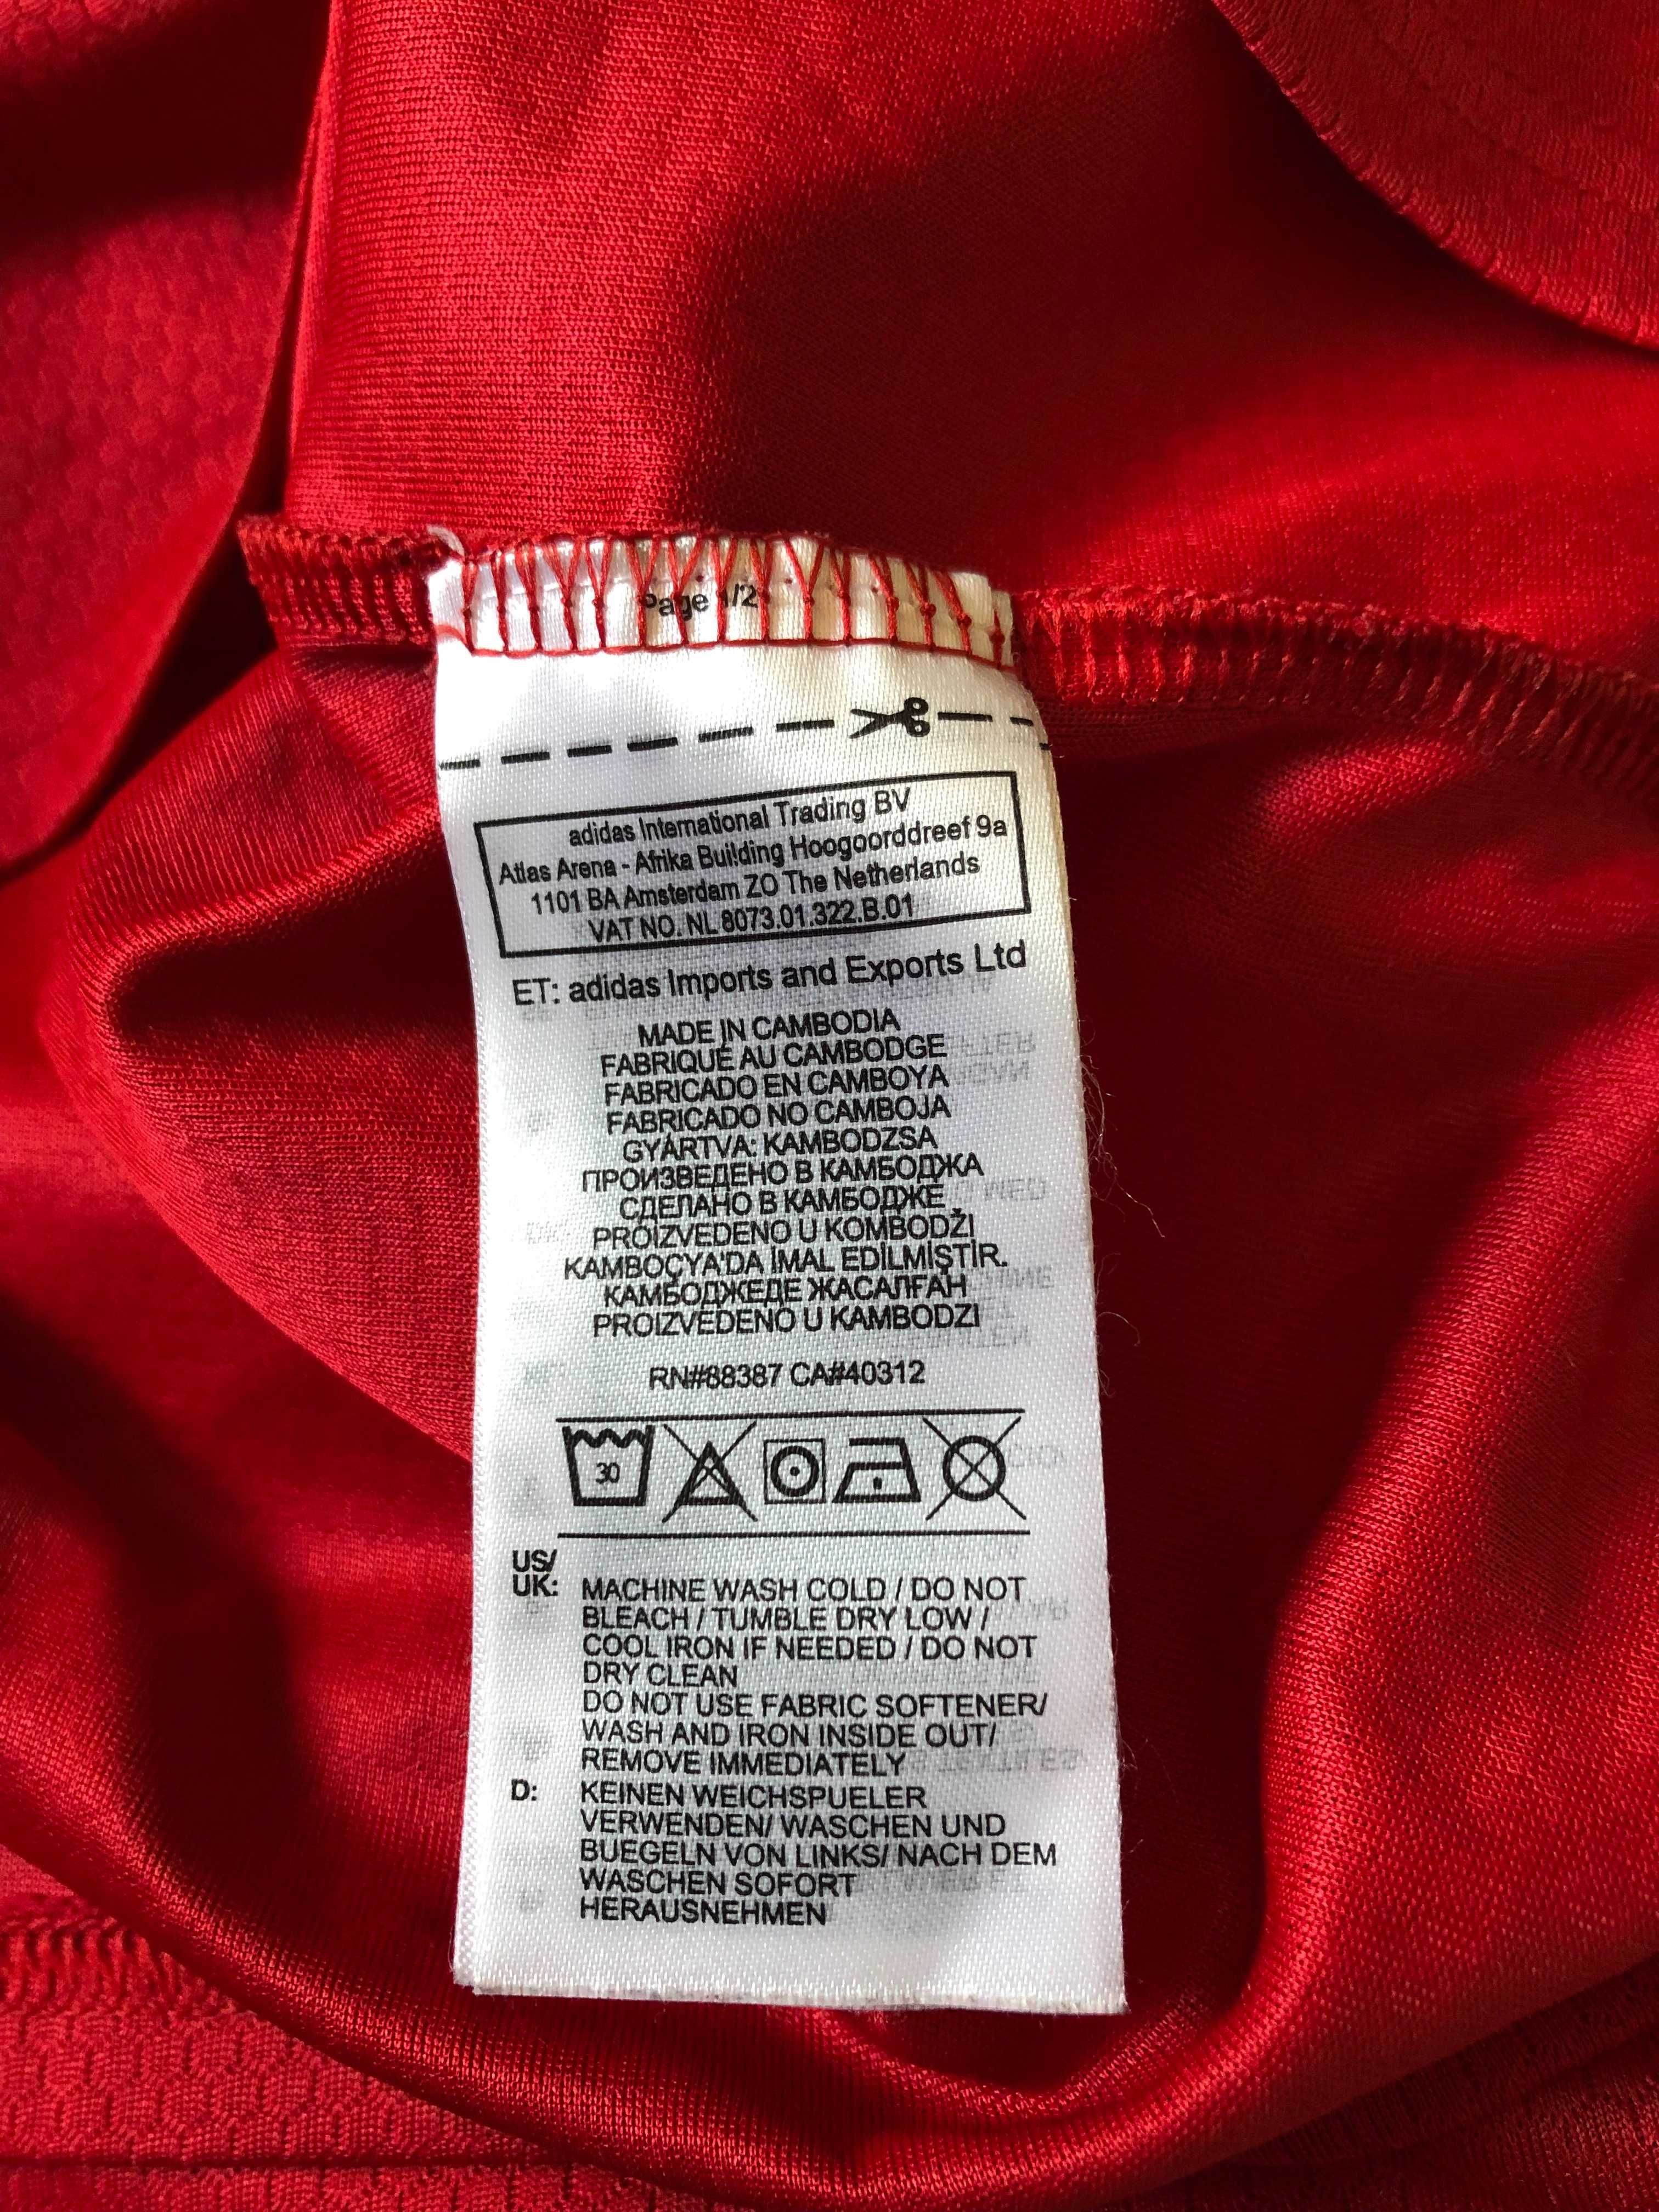 Page 1/2
adidas International Trading BV
Atlas Arena - Afrika Building Hoogoorddreef 9a
1101 BA Amsterdam ZO The Netherlands
VAT NO. NL 8073.01.322.B.01
ET: adidas Imports and Exports Ltd
MADE IN CAMBODIA
FABRIQUÉ AU CAMBODGE
FABRICADO EN CAMBOYA
FABRICADO NO CAMBOJA
GYÁRTVA: KAMBODZSA
ПРОИЗВЕДЕНО В КАМБОДЖА
СДЕЛАНО В КАМБОДЖЕ
PROIZVEDENO U KOMBODŽI
KAMBOÇYA'DA İMAL EDİLMİŞTİR.
КАМБОДЖЕДЕ ЖАСАЛҒАН
PROIZVEDENO U KAMBODZI
RN#88387 CA#40312
30
US/
UK: MACHINE WASH COLD / DO NOT
BLEACH / TUMBLE DRY LOW /
COOL IRON IF NEEDED / DO NOT
DRY CLEAN
DO NOT USE FABRIC SOFTENER/
WASH AND IRON INSIDE OUT/
REMOVE IMMEDIATELY
D: KEINEN WEICHSPUELER
VERWENDEN/ WASCHEN UND
BUEGELN VON LINKS/ NACH DEM
WASCHEN SOFORT
HERAUSNEHMEN